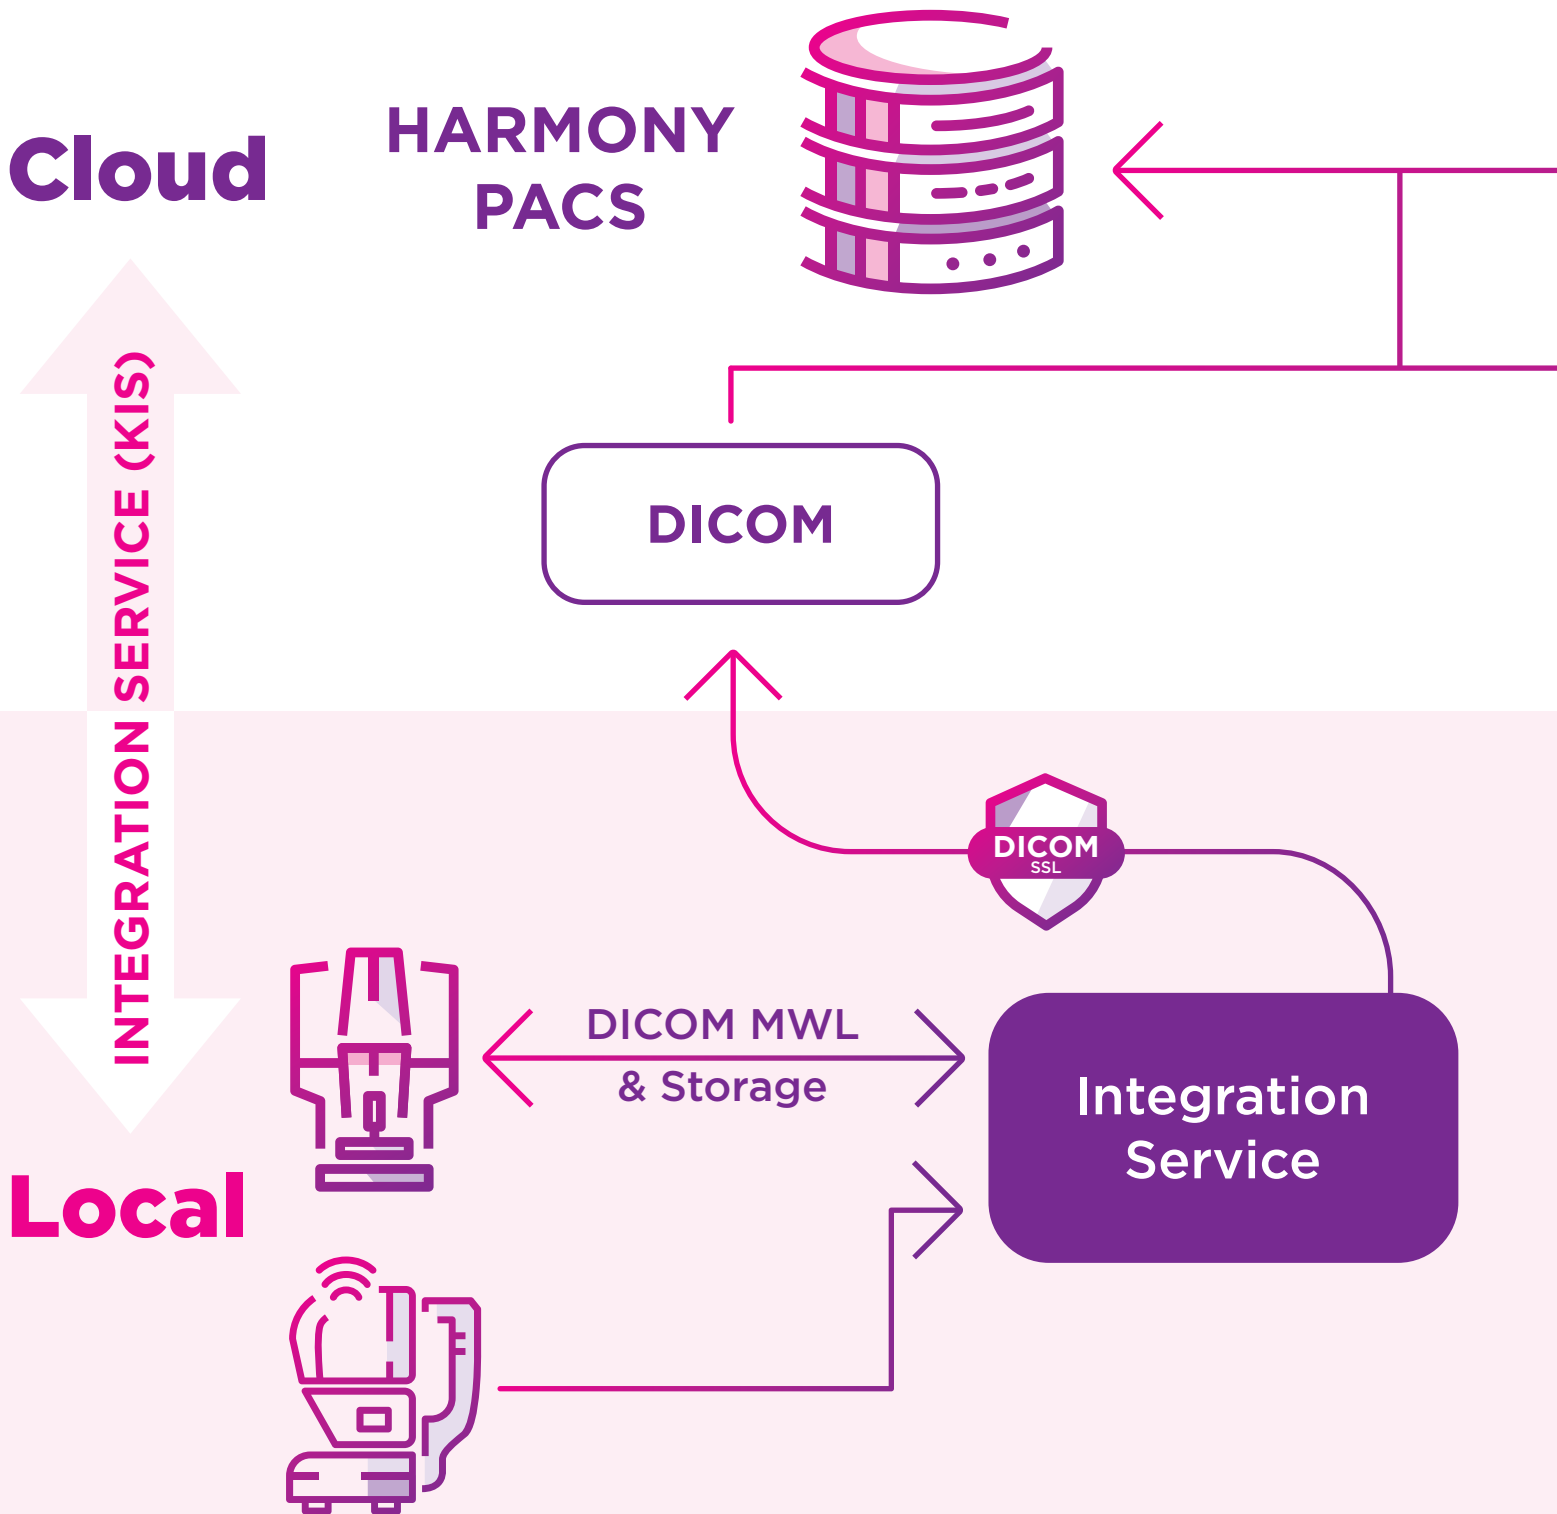 Cloud
HARMONY
PACS
INTEGRATION SERVICE (KIS)
DICOM
DICOM
SSL
DICOM MWL
& Storage
Integration
Service
Local